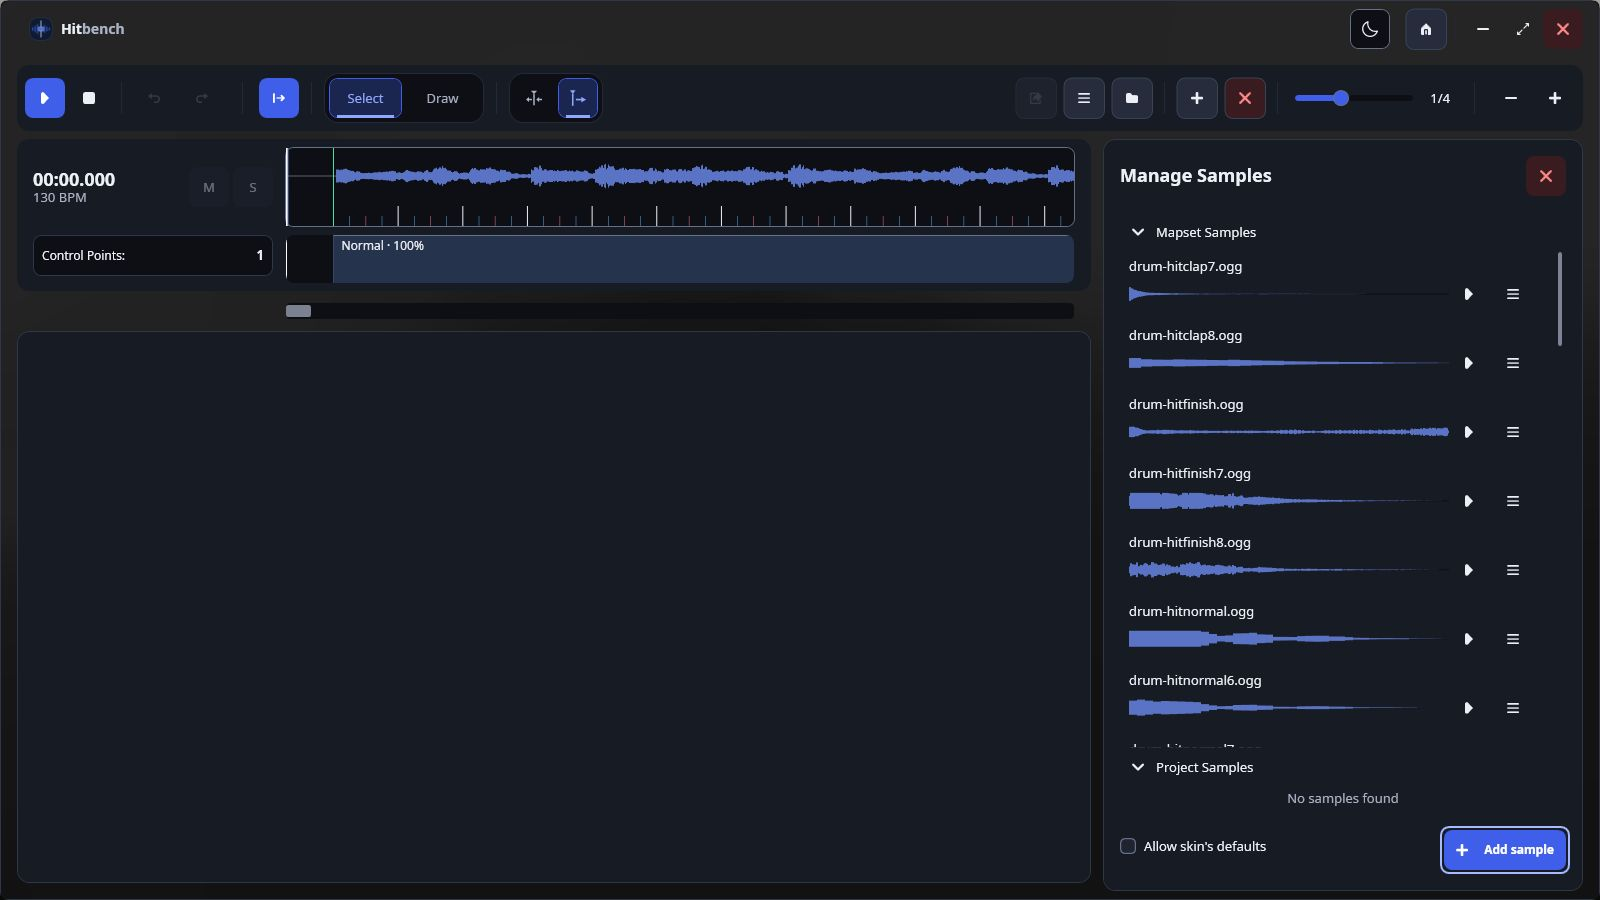 Hitbench
Select
Draw
1/4
00:00.000
130 BPM
M
S
Control Points:
1
Normal · 100%
Manage Samples
Mapset Samples
drum-hitclap7.ogg
drum-hitclap8.ogg
drum-hitfinish.ogg
drum-hitfinish7.ogg
drum-hitfinish8.ogg
drum-hitnormal.ogg
drum-hitnormal6.ogg
Project Samples
No samples found
Allow skin's defaults
Add sample